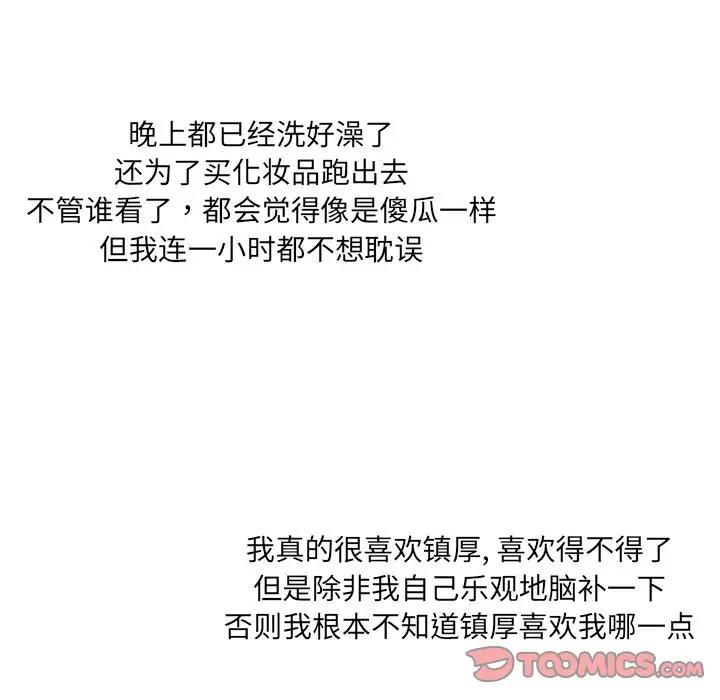 晚上都已经洗好澡了
还为了买化妆品跑出去
不管谁看了，都会觉得像是傻瓜一样
但我连一小时都不想耽误
我真的很喜欢镇厚, 喜欢得不得了
但是除非我自己乐观地脑补一下
否则我根本不知道镇厚喜欢我哪一点
TOOMICS.com